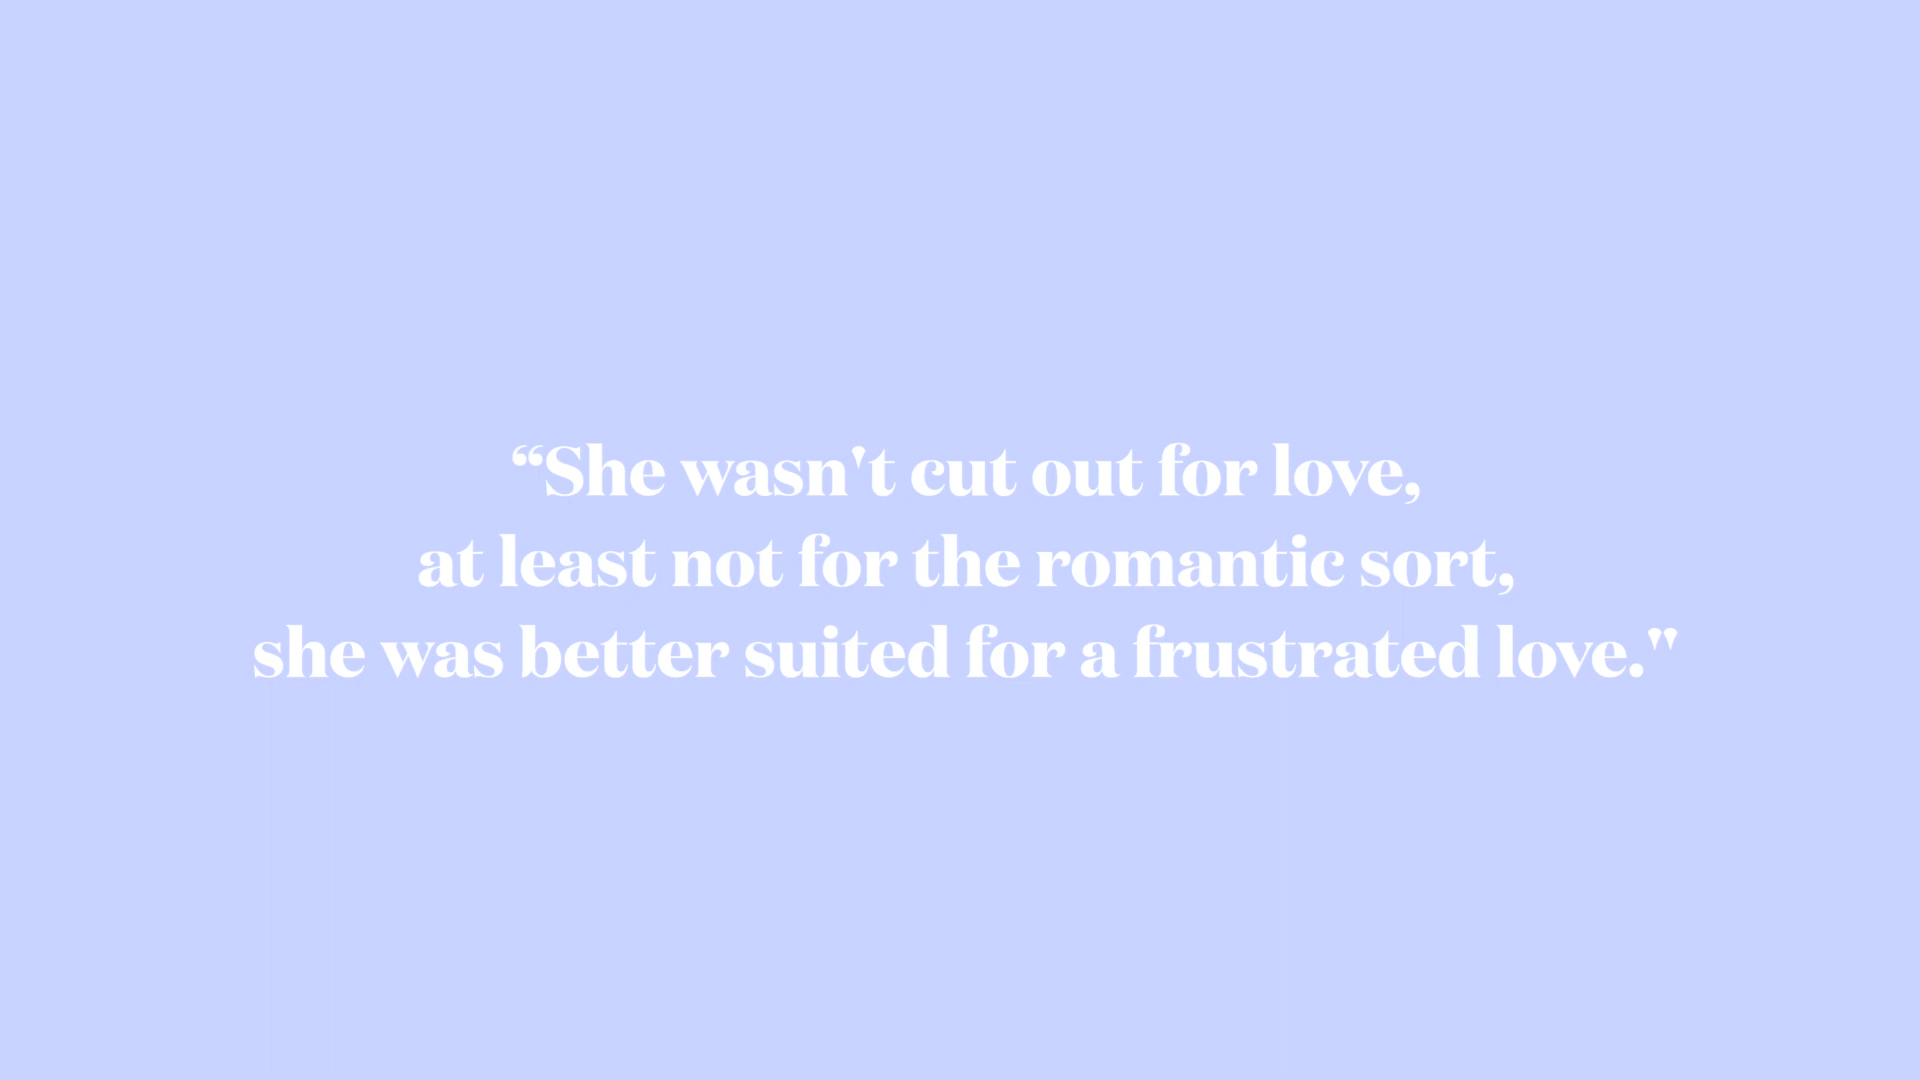 “She wasn't cut out for love,
at least not for the romantic sort,
she was better suited for a frustrated love."